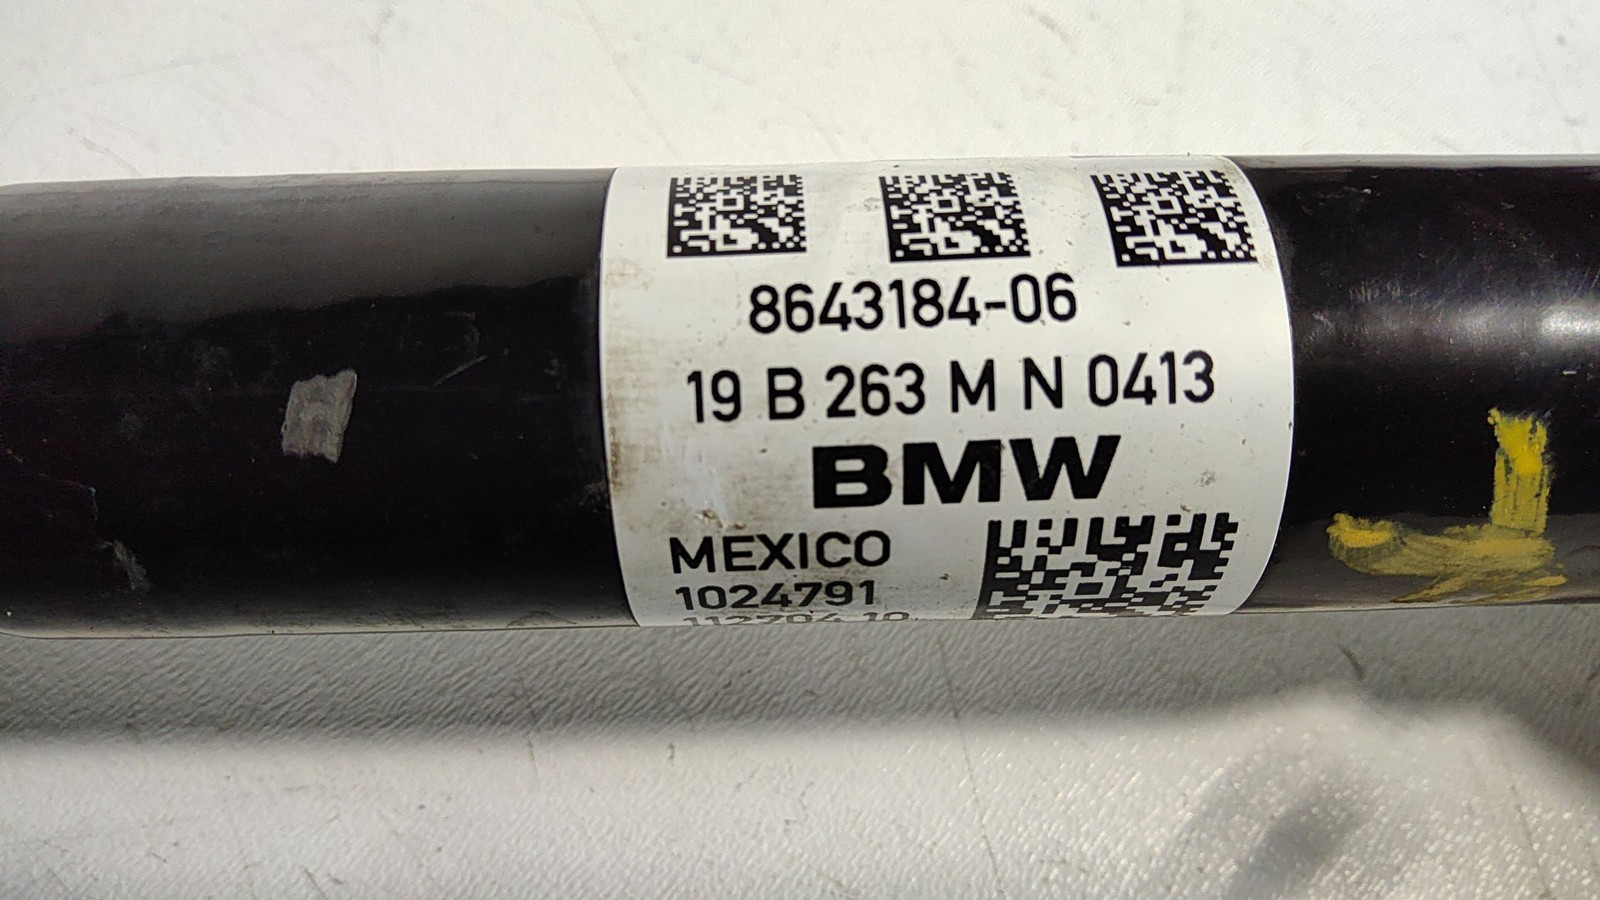 8643184-06
19 B 263 M N 0413
BMW
MEXICO
1024791